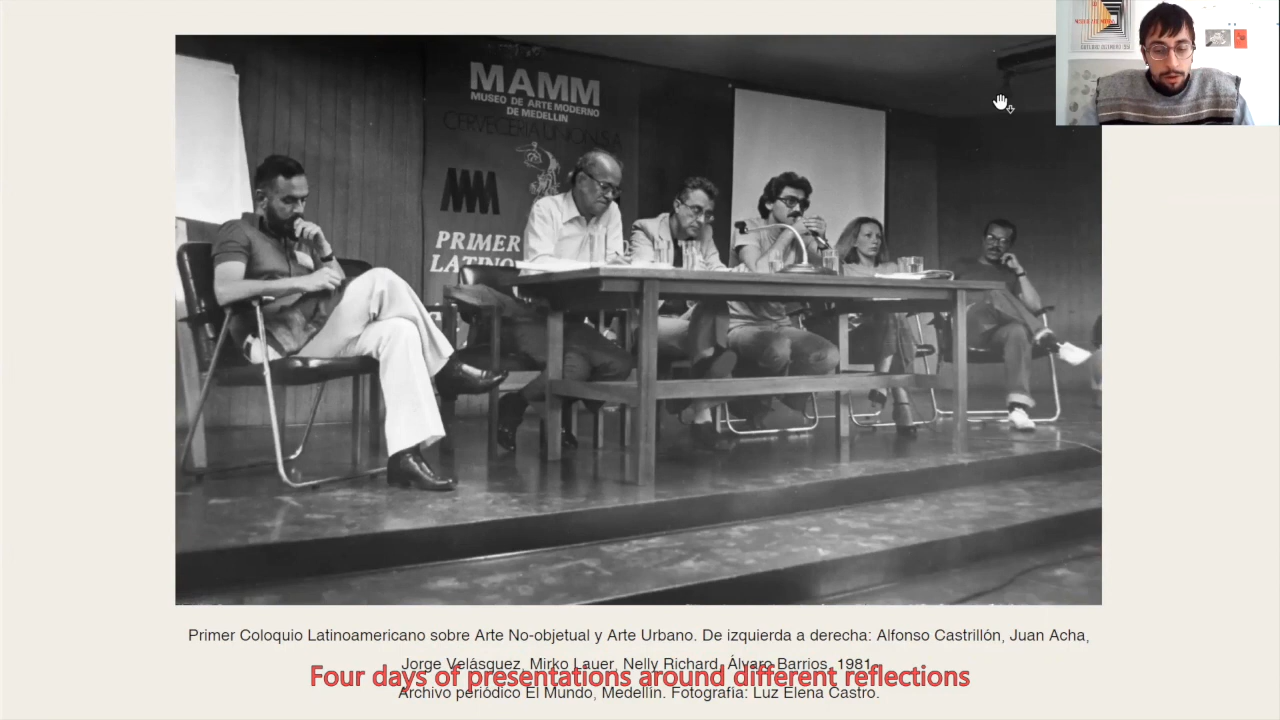 MAMM
MUSEO DE ARTE MODERNO
DE MEDELLIN
CERVECERIA UNION S.A.
PRIMER
LATINO
Primer Coloquio Latinoamericano sobre Arte No-objetual y Arte Urbano. De izquierda a derecha: Alfonso Castrillón, Juan Acha,
Jorge Velásquez, Mirko Lauer, Nelly Richard, Álvaro Barrios. 1981.
Four days of presentations around different reflections
Archivo periódico El Mundo, Medellín. Fotografía: Luz Elena Castro.